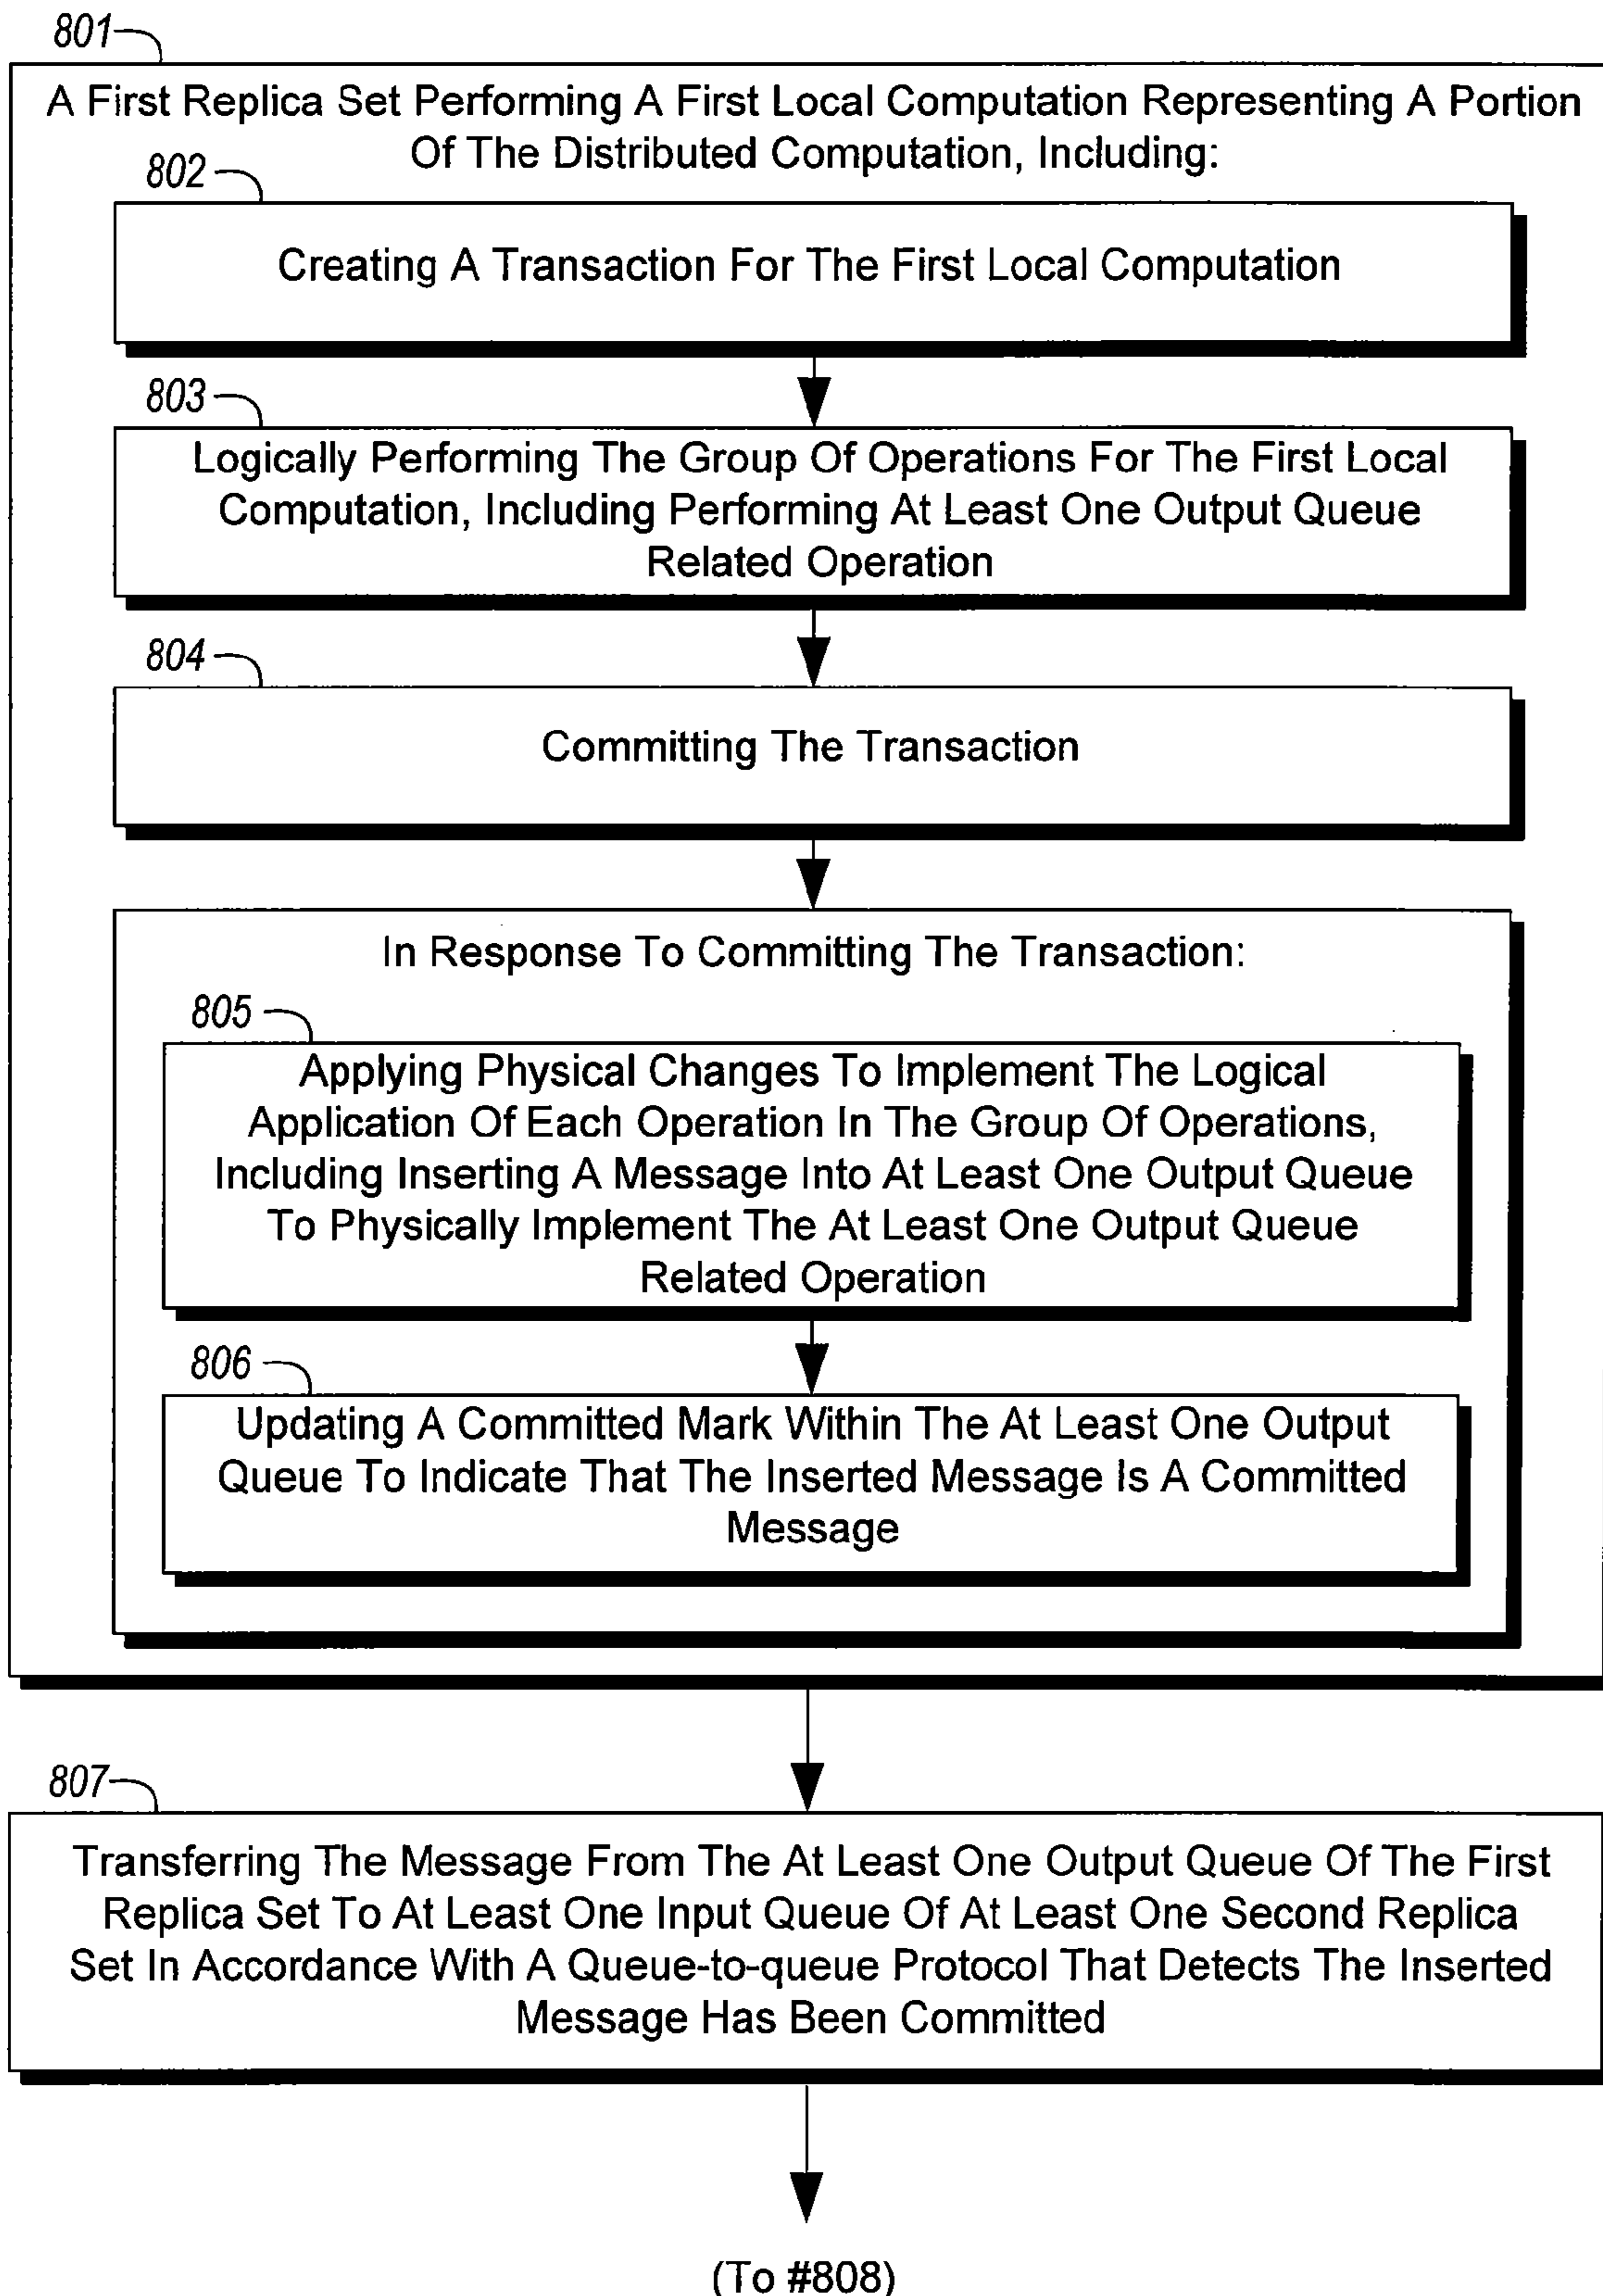 801
A First Replica Set Performing A First Local Computation Representing A Portion
Of The Distributed Computation, Including:
802
Creating A Transaction For The First Local Computation
803
Logically Performing The Group Of Operations For The First Local
Computation, Including Performing At Least One Output Queue
Related Operation
804
Committing The Transaction
In Response To Committing The Transaction:
805
Applying Physical Changes To Implement The Logical
Application Of Each Operation In The Group Of Operations,
Including Inserting A Message Into At Least One Output Queue
To Physically Implement The At Least One Output Queue
Related Operation
806
Updating A Committed Mark Within The At Least One Output
Queue To Indicate That The Inserted Message Is A Committed
Message
807
Transferring The Message From The At Least One Output Queue Of The First
Replica Set To At Least One Input Queue Of At Least One Second Replica
Set In Accordance With A Queue-to-queue Protocol That Detects The Inserted
Message Has Been Committed
(To #808)